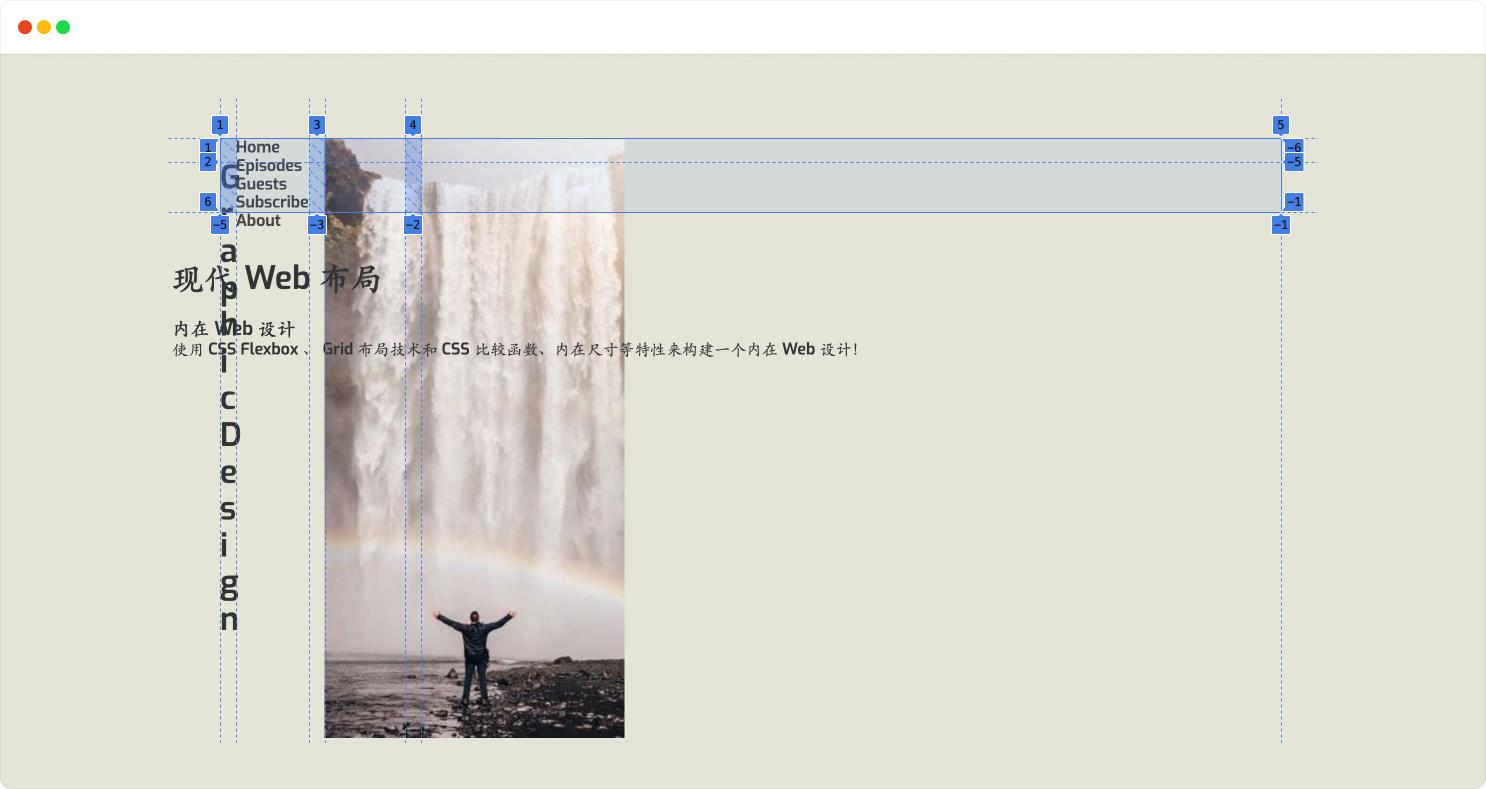 1
3
4
5
1
Home
−6
2
Episodes
−5
Guests
6
Subscribe
−1
−5
About
−3
−2
−1
G
r
a
p
h
i
c
D
e
s
i
g
n
现代 Web 布局
内在 Web 设计
使用 CSS Flexbox 、 Grid 布局技术和 CSS 比较函数、内在尺寸等特性来构建一个内在 Web 设计!